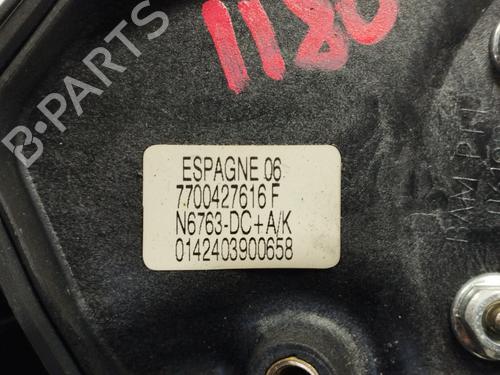 1180
ESPAGNE 06
7700427616 F
N6763-DC+A/K
0142403900658
B-PARTS